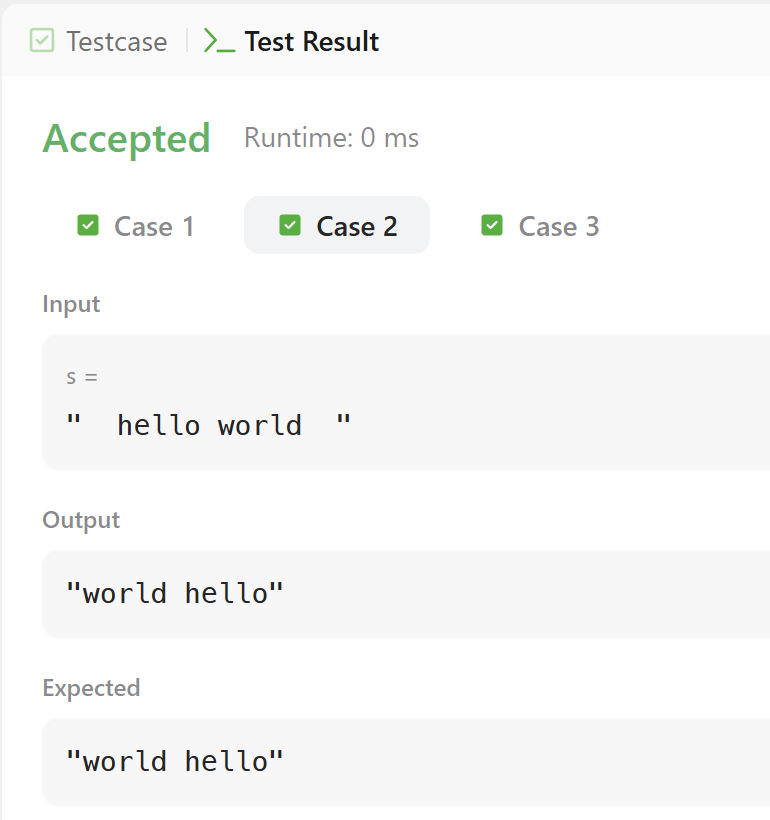 Testcase | Test Result
Accepted Runtime: 0 ms
Case 1 Case 2 Case 3
Input
s =
"  hello world  "
Output
"world hello"
Expected
"world hello"